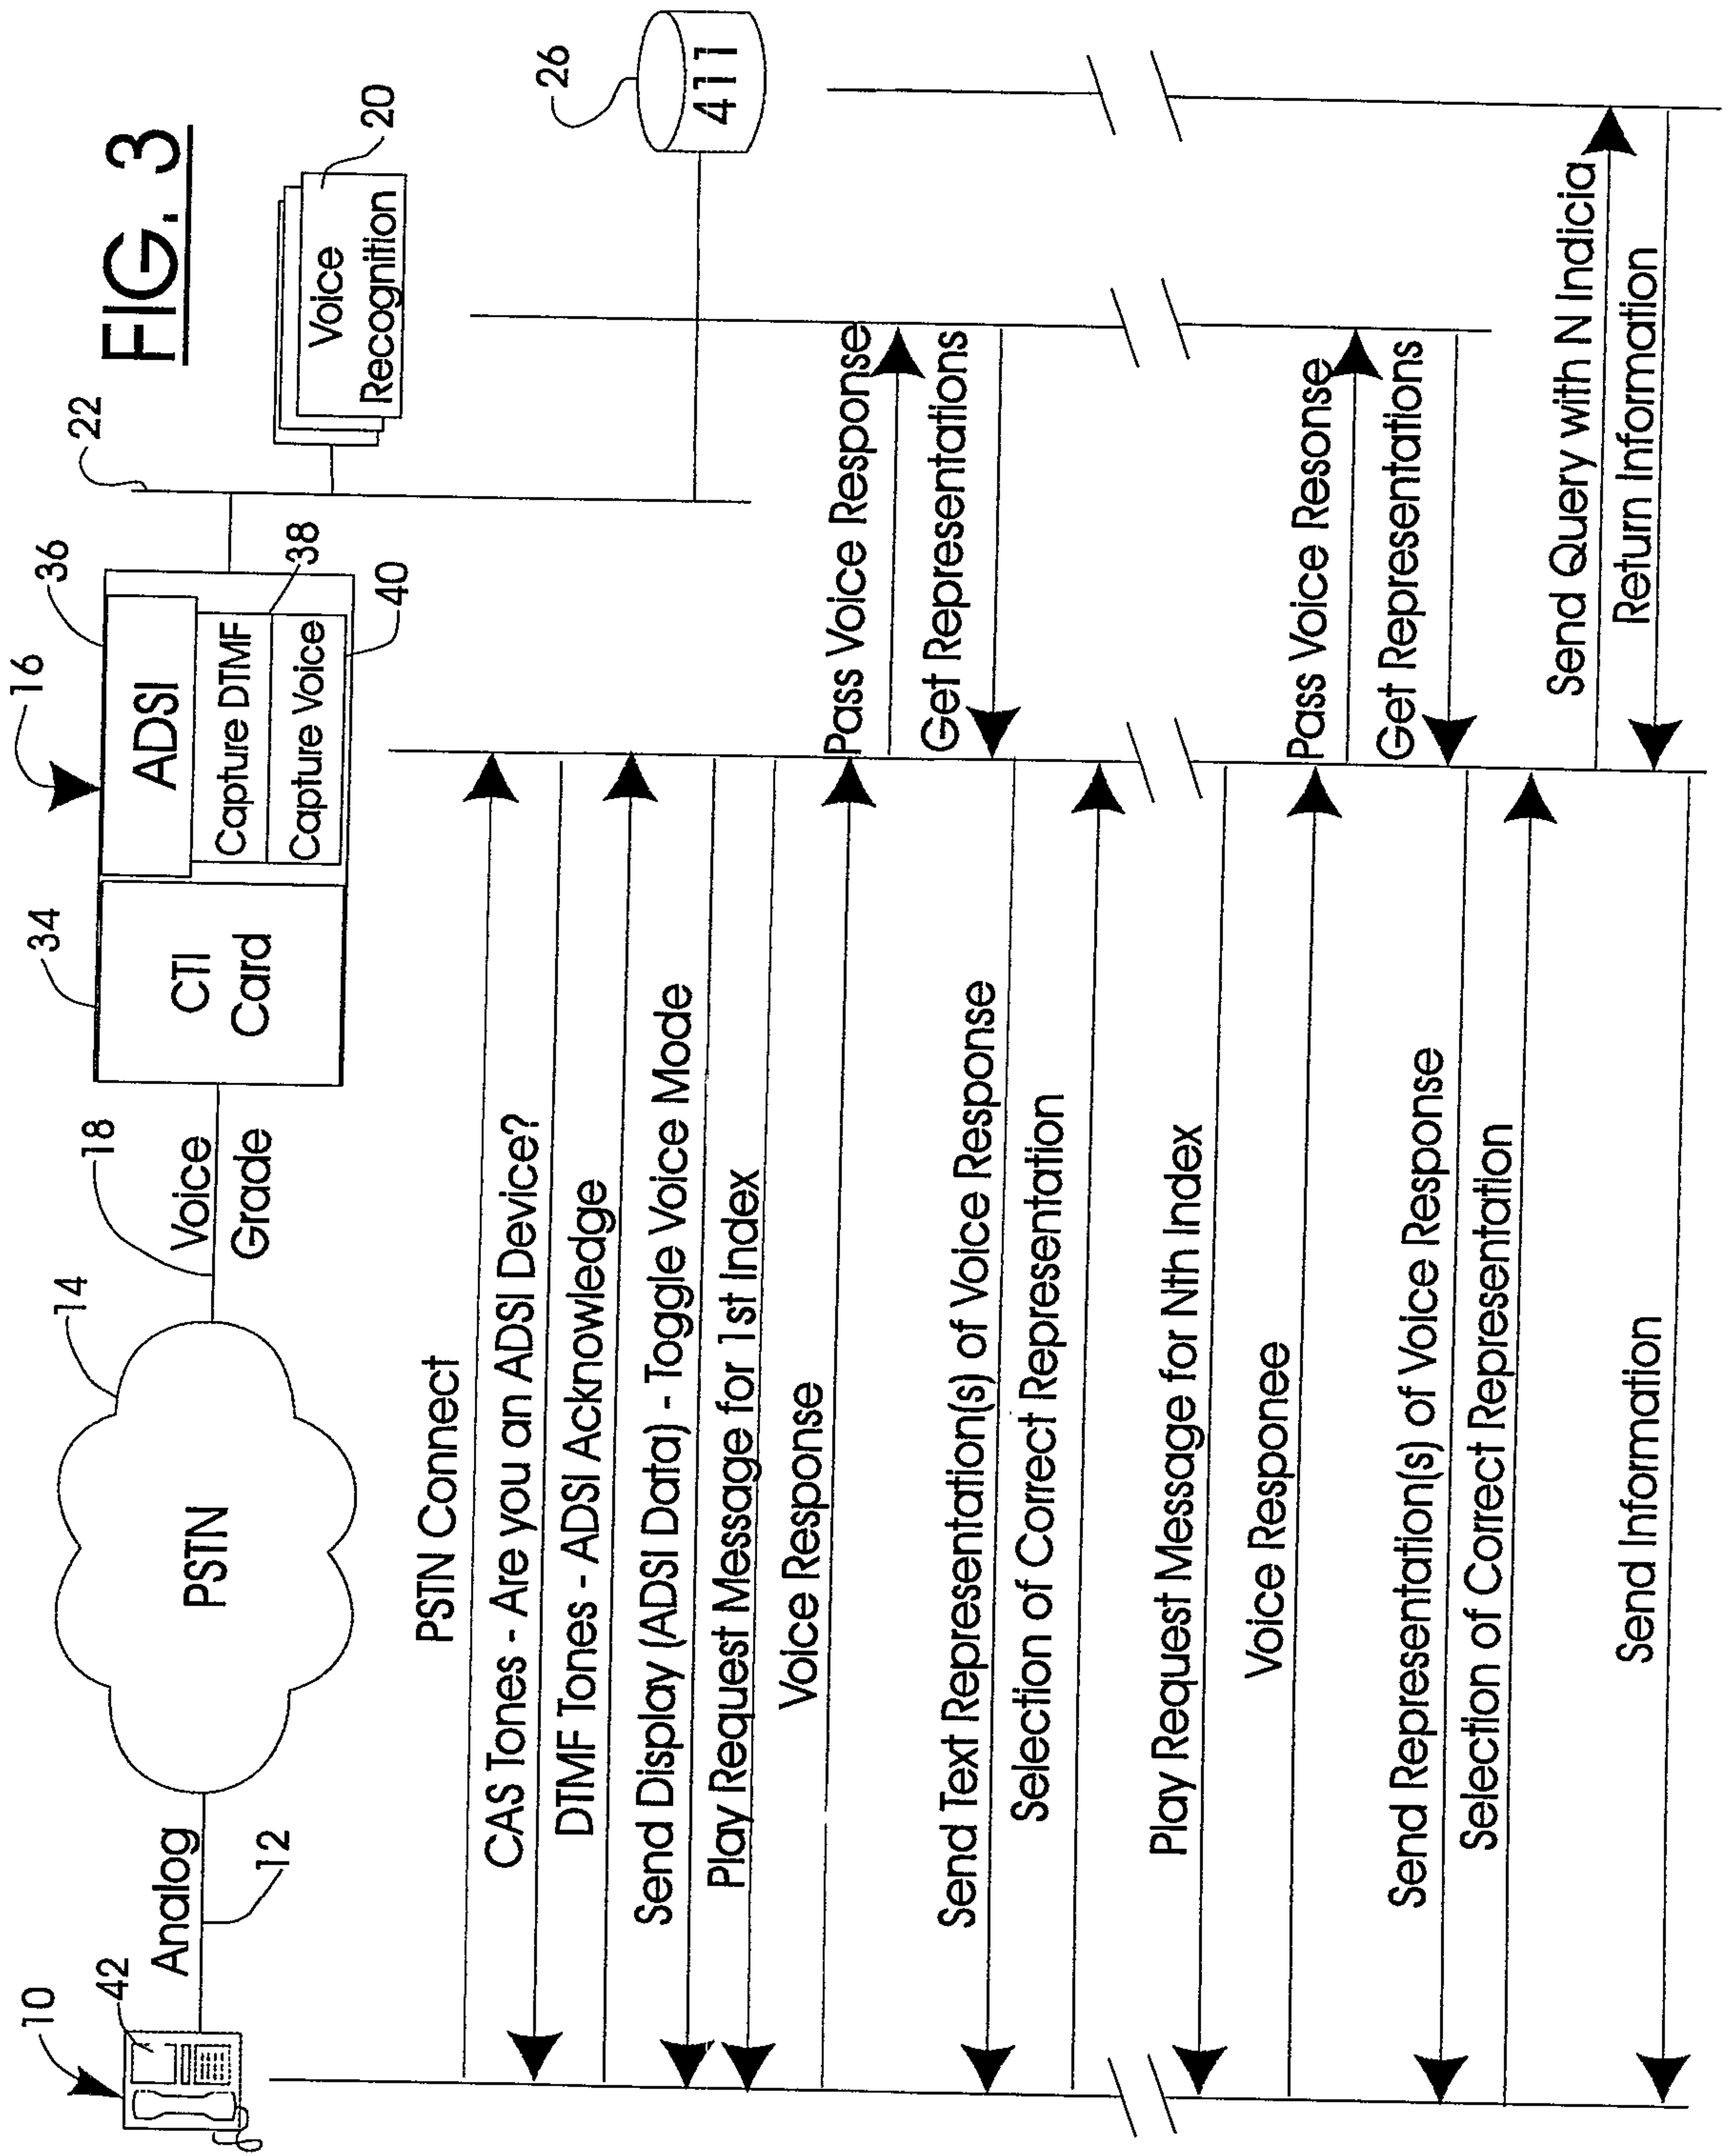 FIG. 3
10
42
Analog
12
14
PSTN
18
Voice
Grade
34
CTI
Card
16
36
ADSI
Capture DTMF
38
Capture Voice
40
22
20
Voice
Recognition
26
411
PSTN Connect
CAS Tones - Are you an ADSI Device?
DTMF Tones - ADSI Acknowledge
Send Display (ADSI Data) - Toggle Voice Mode
Play Request Message for 1st Index
Voice Response
Pass Voice Response
Get Representations
Send Text Representation(s) of Voice Response
Selection of Correct Representation
Play Request Message for Nth Index
Voice Responee
Pass Voice Resonse
Get Representations
Send Representation(s) of Voice Response
Selection of Correct Representation
Send Query with N Indicia
Return Information
Send Information